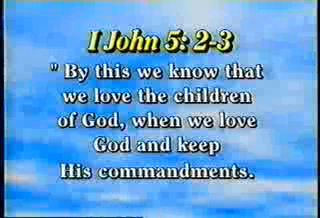 I John 5: 2-3
" By this we know that
we love the children
of God, when we love
God and keep
His commandments.